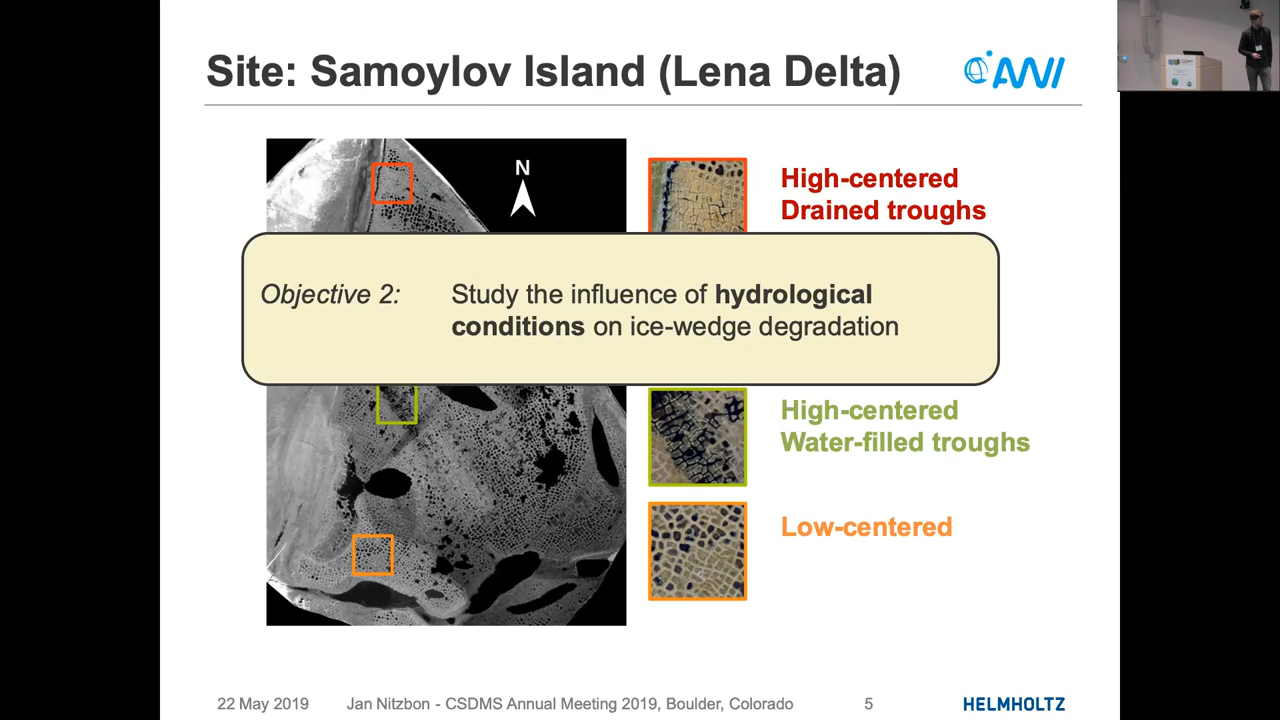 Site: Samoylov Island (Lena Delta)
AWI
N
High-centered
Drained troughs
Objective 2: Study the influence of hydrological
conditions on ice-wedge degradation
High-centered
Water-filled troughs
Low-centered
22 May 2019 Jan Nitzbon - CSDMS Annual Meeting 2019, Boulder, Colorado 5
HELMHOLTZ